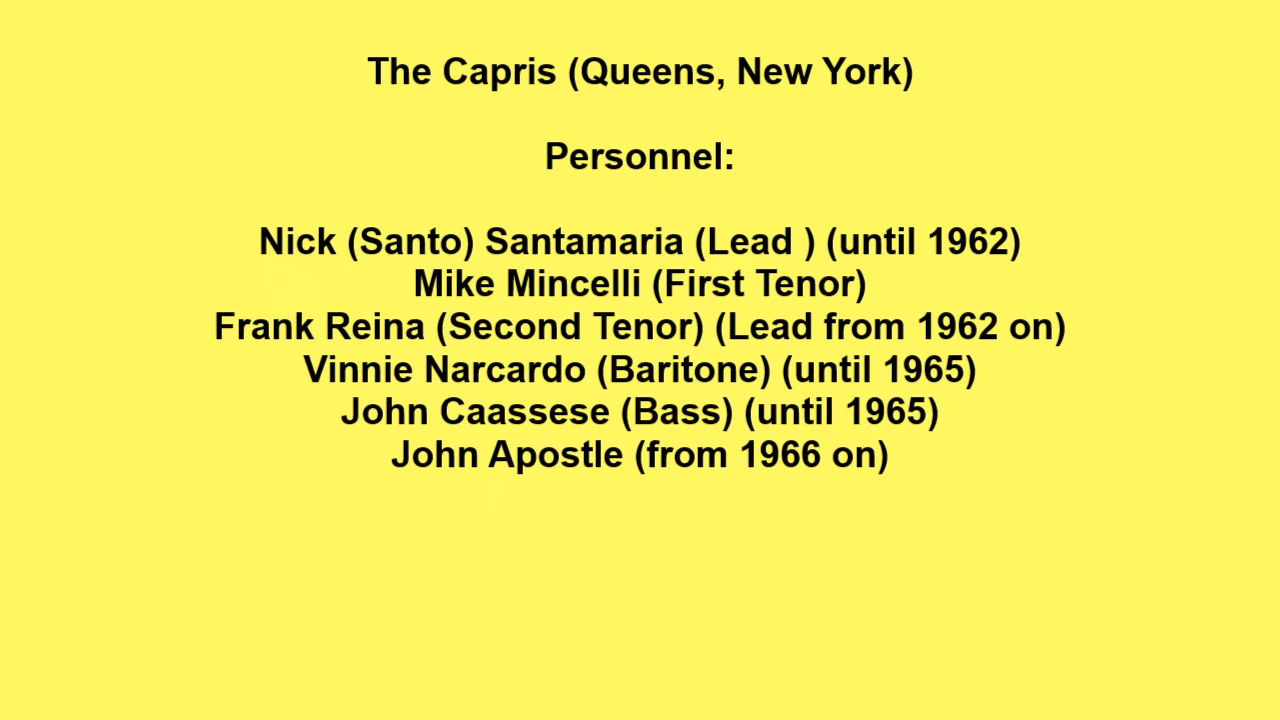 The Capris (Queens, New York)
Personnel:
Nick (Santo) Santamaria (Lead ) (until 1962)
Mike Mincelli (First Tenor)
Frank Reina (Second Tenor) (Lead from 1962 on)
Vinnie Narcardo (Baritone) (until 1965)
John Caassese (Bass) (until 1965)
John Apostle (from 1966 on)